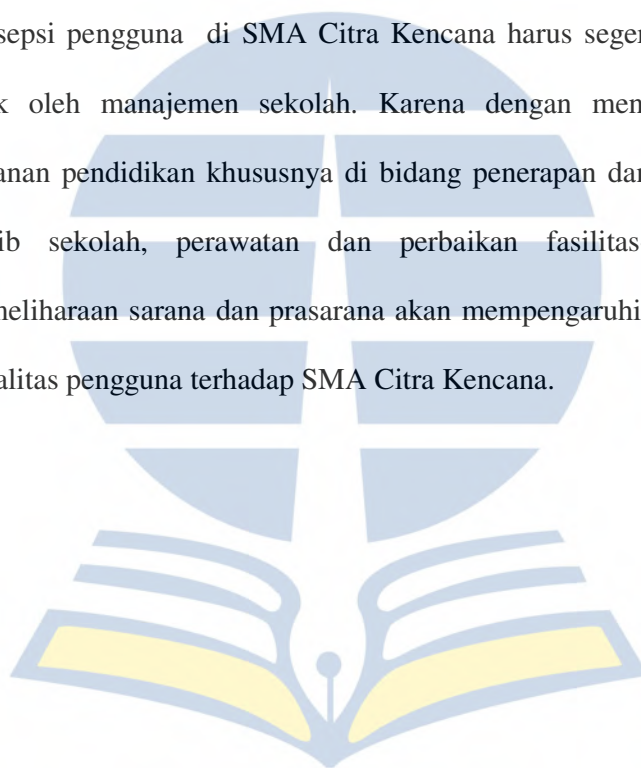 sepsi pengguna di SMA Citra Kencana harus seger
k oleh manajemen sekolah. Karena dengan men
anan pendidikan khususnya di bidang penerapan dar
ib sekolah, perawatan dan perbaikan fasilitas
neliharaan sarana dan prasarana akan mempengaruhi
alitas pengguna terhadap SMA Citra Kencana.